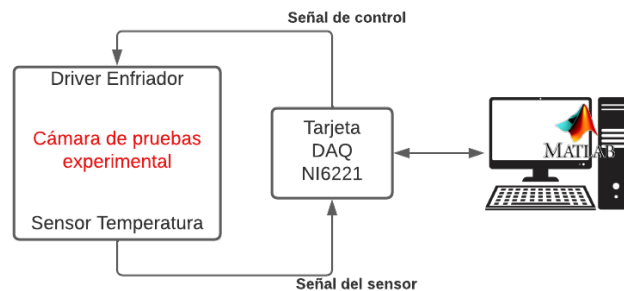 Señal de control
Driver Enfriador
Cámara de pruebas
experimental
Sensor Temperatura
Tarjeta
DAQ
NI6221
MATLAB
Señal del sensor